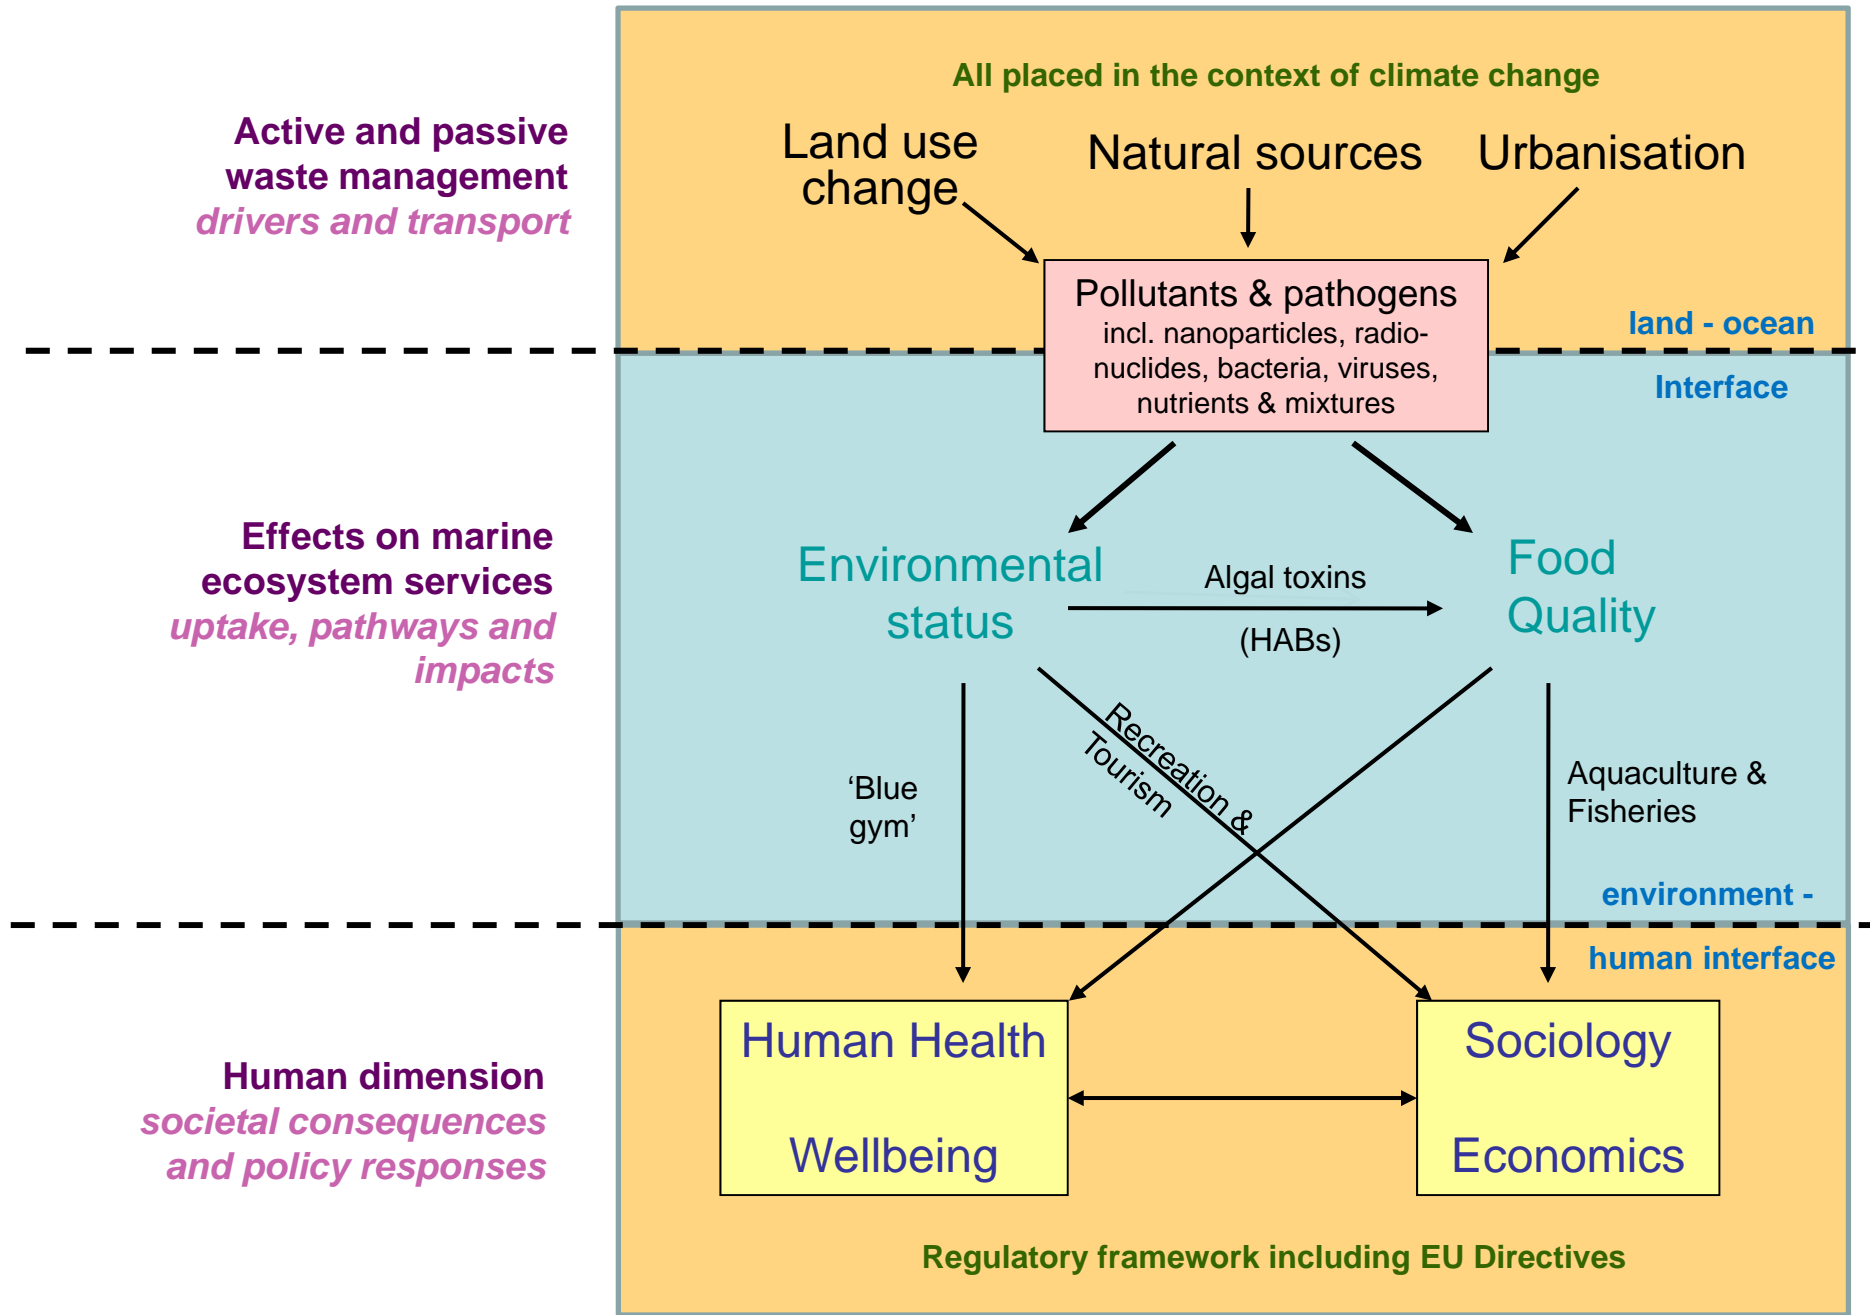 All placed in the context of climate change
Active and passive
waste management
drivers and transport
Land use
change
Natural sources
Urbanisation
Pollutants & pathogens
incl. nanoparticles, radio-
nuclides, bacteria, viruses,
nutrients & mixtures
land - ocean
Interface
Effects on marine
ecosystem services
uptake, pathways and
impacts
Environmental
status
Algal toxins
(HABs)
Food
Quality
‘Blue
gym’
Recreation &
Tourism
Aquaculture &
Fisheries
environment -
human interface
Human dimension
societal consequences
and policy responses
Human Health
Wellbeing
Sociology
Economics
Regulatory framework including EU Directives